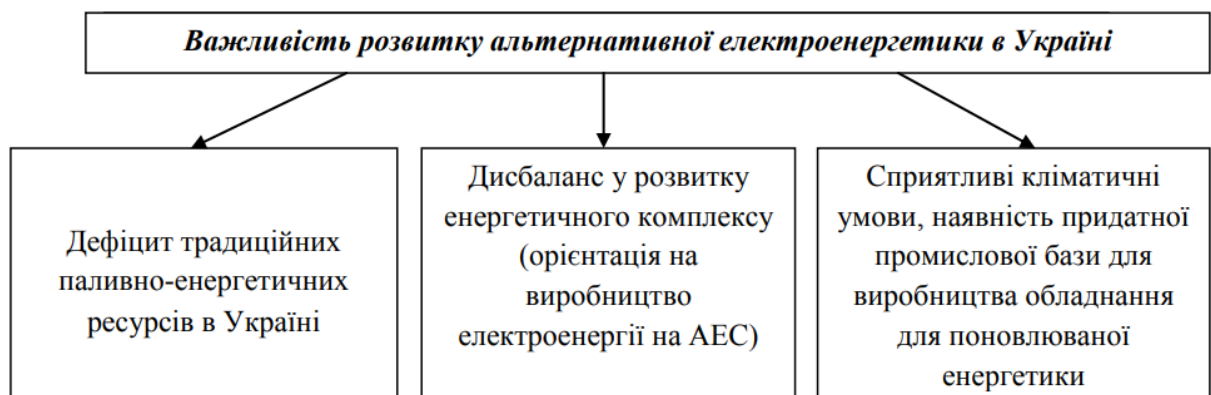 Важливість розвитку альтернативної електроенергетики в Україні
Дефіцит традиційних
паливно-енергетичних
ресурсів в Україні
Дисбаланс у розвитку
енергетичного комплексу
(орієнтація на
виробництво
електроенергії на АЕС)
Сприятливі кліматичні
умови, наявність придатної
промислової бази для
виробництва обладнання
для поновлюваної
енергетики